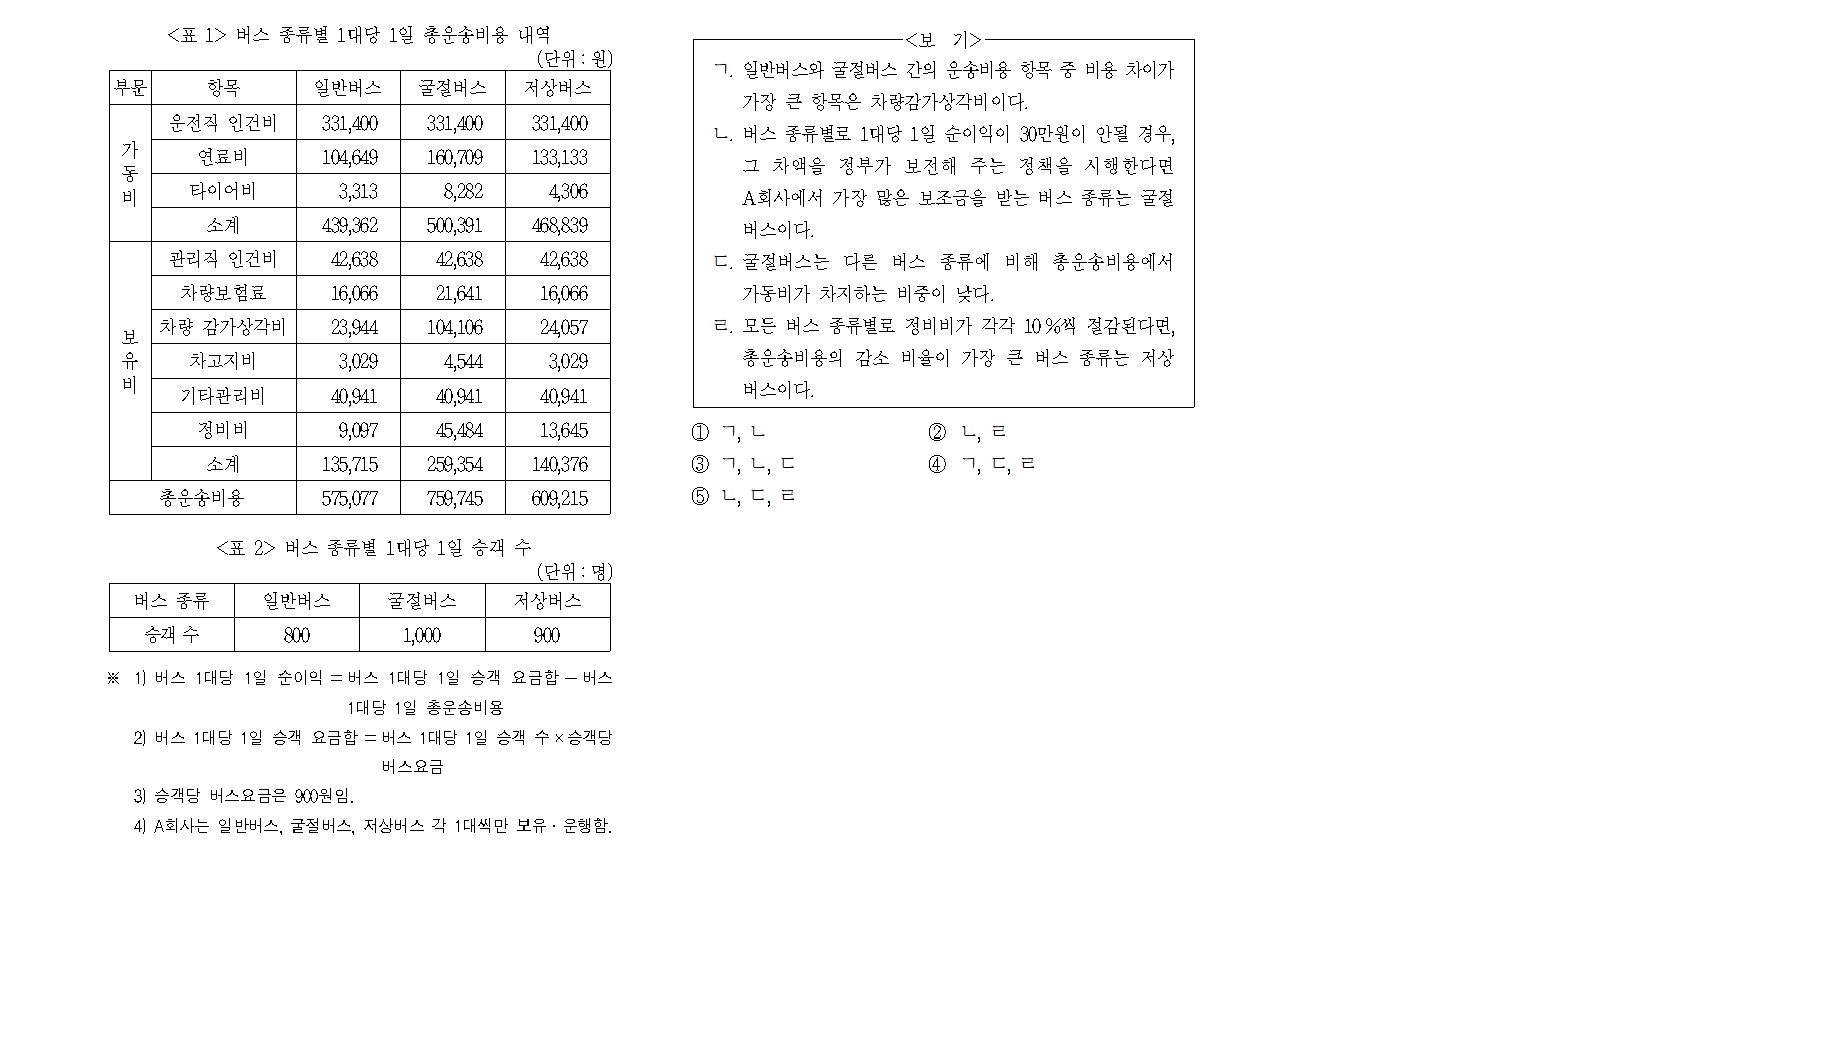 <표 1> 버스 종류별 1대당 1일 총운송비용 내역
(단위 : 원)
부문 항목 일반버스 굴절버스 저상버스
가동비
운전직 인건비 331,400 331,400 331,400
연료비 104,649 160,709 133,133
타이어비 3,313 8,282 4,306
소계 439,362 500,391 468,839
보유비
관리직 인건비 42,638 42,638 42,638
차량보험료 16,066 21,641 16,066
차량 감가상각비 23,944 104,106 24,057
차고지비 3,029 4,544 3,029
기타관리비 40,941 40,941 40,941
정비비 9,097 45,484 13,645
소계 135,715 259,354 140,376
총운송비용 575,077 759,745 609,215
<표 2> 버스 종류별 1대당 1일 승객 수
(단위 : 명)
버스 종류 일반버스 굴절버스 저상버스
승객 수 800 1,000 900
※ 1) 버스 1대당 1일 순이익 = 버스 1대당 1일 승객 요금합 - 버스
1대당 1일 총운송비용
2) 버스 1대당 1일 승객 요금합 = 버스 1대당 1일 승객 수 × 승객당
버스요금
3) 승객당 버스요금은 900원임.
4) A회사는 일반버스, 굴절버스, 저상버스 각 1대씩만 보유·운행함.
<보 기>
ㄱ. 일반버스와 굴절버스 간의 운송비용 항목 중 비용 차이가
가장 큰 항목은 차량감가상각비이다.
ㄴ. 버스 종류별로 1대당 1일 순이익이 30만원이 안될 경우,
그 차액을 정부가 보전해 주는 정책을 시행한다면
A회사에서 가장 많은 보조금을 받는 버스 종류는 굴절
버스이다.
ㄷ. 굴절버스는 다른 버스 종류에 비해 총운송비용에서
가동비가 차지하는 비중이 낮다.
ㄹ. 모든 버스 종류별로 정비비가 각각 10%씩 절감된다면,
총운송비용의 감소 비율이 가장 큰 버스 종류는 저상
버스이다.
① ㄱ, ㄴ ② ㄴ, ㄹ
③ ㄱ, ㄴ, ㄷ ④ ㄱ, ㄷ, ㄹ
⑤ ㄴ, ㄷ, ㄹ